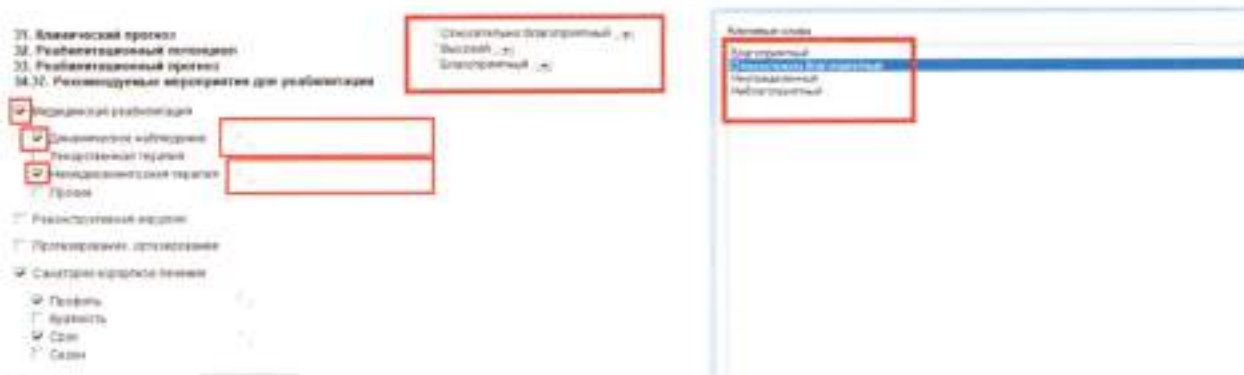 31. Клинический прогноз
Относительно благоприятный
32. Реабилитационный потенциал
Высокий
33. Реабилитационный прогноз
Благоприятный
34.37. Рекомендуемые мероприятия для реабилитации
Медицинская реабилитация
Динамическое наблюдение
Лекарственная терапия
Немедикаментозная терапия
Прочее
Реконструктивная хирургия
Протезирование, ортезирование
Санаторно курортное лечение
Профиль
Кратность
Срок
Сезон
Ключевые слова
Благоприятный
Относительно благоприятный
Неопределенный
Неблагоприятный